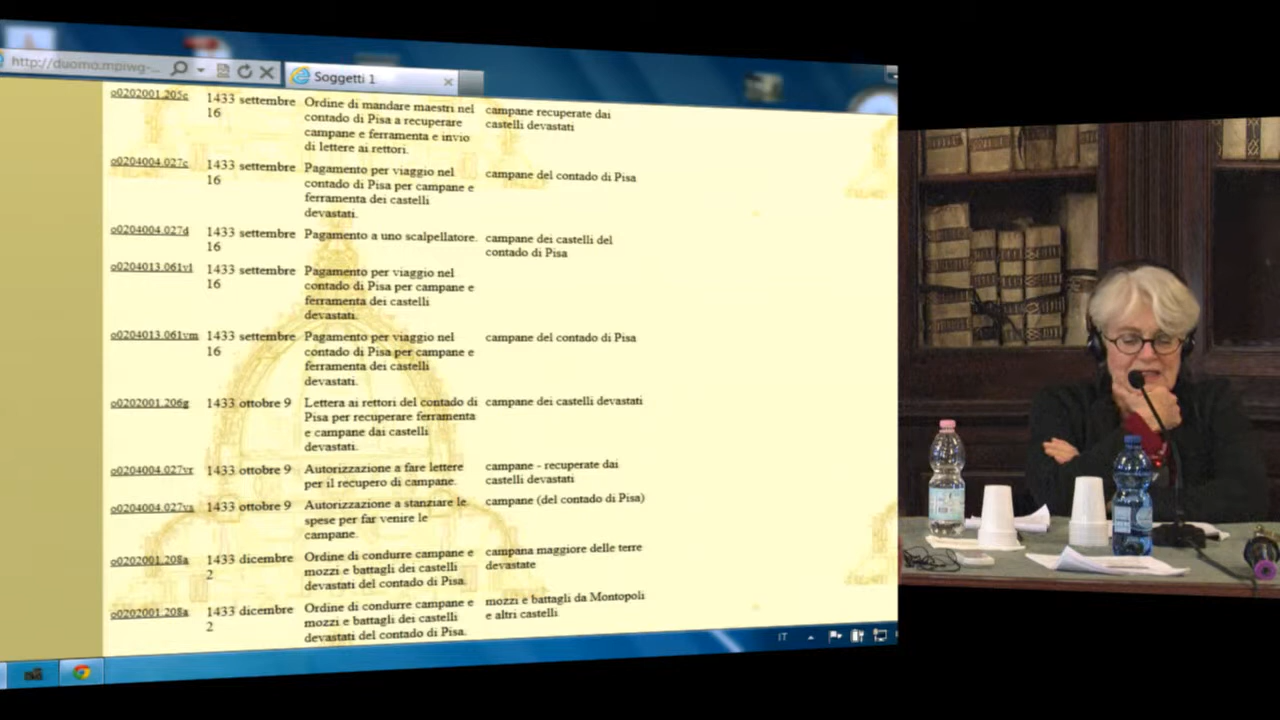 http://duomo.mpiwg-...
Soggetti 1
o0202001.205c 1433 settembre 16 Ordine di mandare maestri nel contado di Pisa a recuperare campane e ferramenta e invio di lettere ai rettori. campane recuperate dai castelli devastati
o0204004.027c 1433 settembre 16 Pagamento per viaggio nel contado di Pisa per campane e ferramenta dei castelli devastati. campane del contado di Pisa
o0204004.027d 1433 settembre 16 Pagamento a uno scalpellatore. campane dei castelli del contado di Pisa
o0204013.061vl 1433 settembre 16 Pagamento per viaggio nel contado di Pisa per campane e ferramenta dei castelli devastati.
o0204013.061vm 1433 settembre 16 Pagamento per viaggio nel contado di Pisa per campane e ferramenta dei castelli devastati. campane del contado di Pisa
o0202001.206g 1433 ottobre 9 Lettera ai rettori del contado di Pisa per recuperare ferramenta e campane dai castelli devastati. campane dei castelli devastati
o0204004.027vr 1433 ottobre 9 Autorizzazione a fare lettere per il recupero di campane. campane - recuperate dai castelli devastati
o0204004.027vs 1433 ottobre 9 Autorizzazione a stanziare le spese per far venire le campane. campane (del contado di Pisa)
o0202001.208a 1433 dicembre 2 Ordine di condurre campane e mozzi e battagli dei castelli devastati del contado di Pisa. campana maggiore delle terre devastate
o0202001.208a 1433 dicembre 2 Ordine di condurre campane e mozzi e battagli dei castelli devastati del contado di Pisa. mozzi e battagli da Montopoli e altri castelli
IT